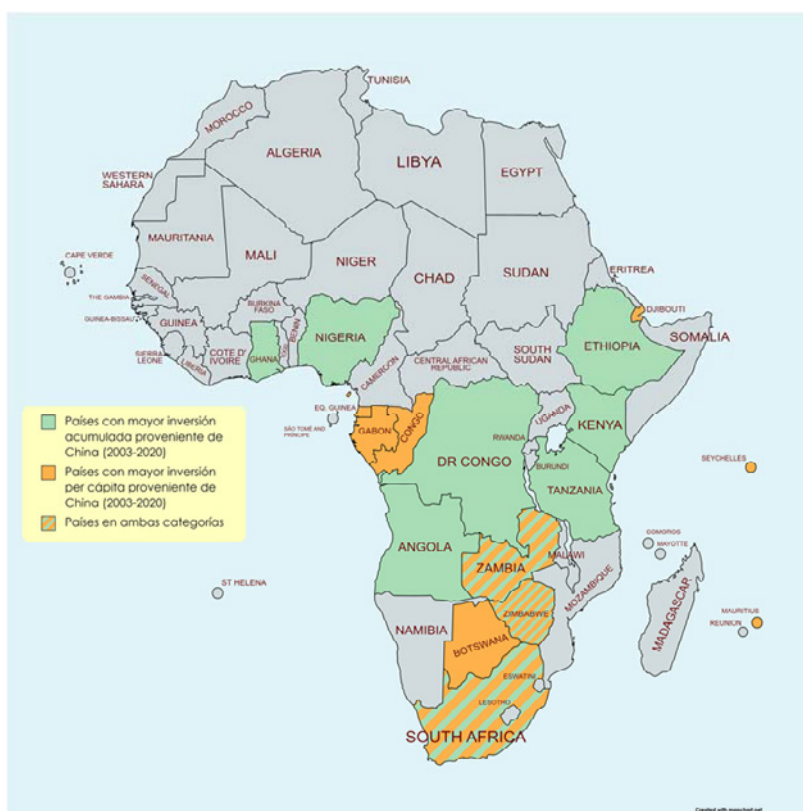 TUNISIA
MOROCCO
ALGERIA
LIBYA
EGYPT
WESTERN
SAHARA
MAURITANIA
MALI
NIGER
CHAD
SUDAN
ERITREA
CAPE VERDE
SENEGAL
THE GAMBIA
GUINEA-BISSAU
GUINEA
SIERRA
LEONE
LIBERIA
COTE D'
IVOIRE
BURKINA
FASO
GHANA
TOGO
BENIN
NIGERIA
CAMEROON
CENTRAL AFRICAN
REPUBLIC
SOUTH
SUDAN
ETHIOPIA
DJIBOUTI
SOMALIA
EQ. GUINEA
SÃO TOMÉ AND
PRÍNCIPE
GABON
CONGO
DR CONGO
UGANDA
KENYA
RWANDA
BURUNDI
TANZANIA
SEYCHELLES
Países con mayor inversión
acumulada proveniente de
China (2003-2020)
Países con mayor inversión
per cápita proveniente de
China (2003-2020)
Países en ambas categorías
ANGOLA
ZAMBIA
MALAWI
COMOROS
MAYOTTE
ST HELENA
MOZAMBIQUE
ZIMBABWE
MADAGASCAR
MAURITIUS
REUNION
NAMIBIA
BOTSWANA
ESWATINI
LESOTHO
SOUTH AFRICA
Created with mapchart.net